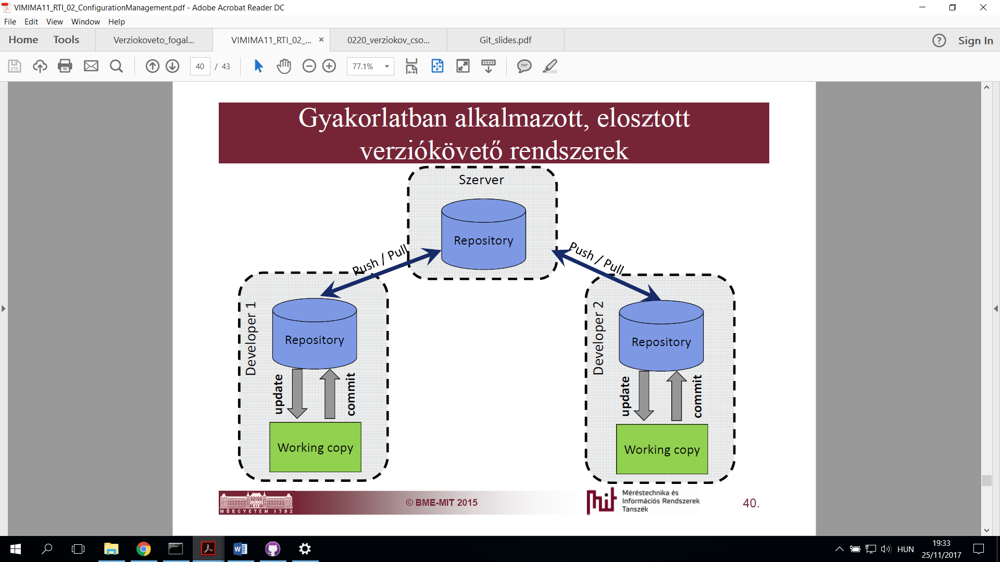 VIMIMA11_RTI_02_ConfigurationManagement.pdf - Adobe Acrobat Reader DC
File Edit View Window Help
Home Tools Verziokoveto_fogal... VIMIMA11_RTI_02_... × 0220_verziokov_cso... Git_slides.pdf ? Sign In
40 / 43 77.1%
Gyakorlatban alkalmazott, elosztott
verziókövető rendszerek
Szerver
Repository
Push / Pull
Push / Pull
Developer 1
Repository
update
commit
Working copy
Developer 2
Repository
update
commit
Working copy
MŰEGYETEM 1782
© BME-MIT 2015
mit
Méréstechnika és
Információs Rendszerek
Tanszék
40.
HUN
19:33
25/11/2017